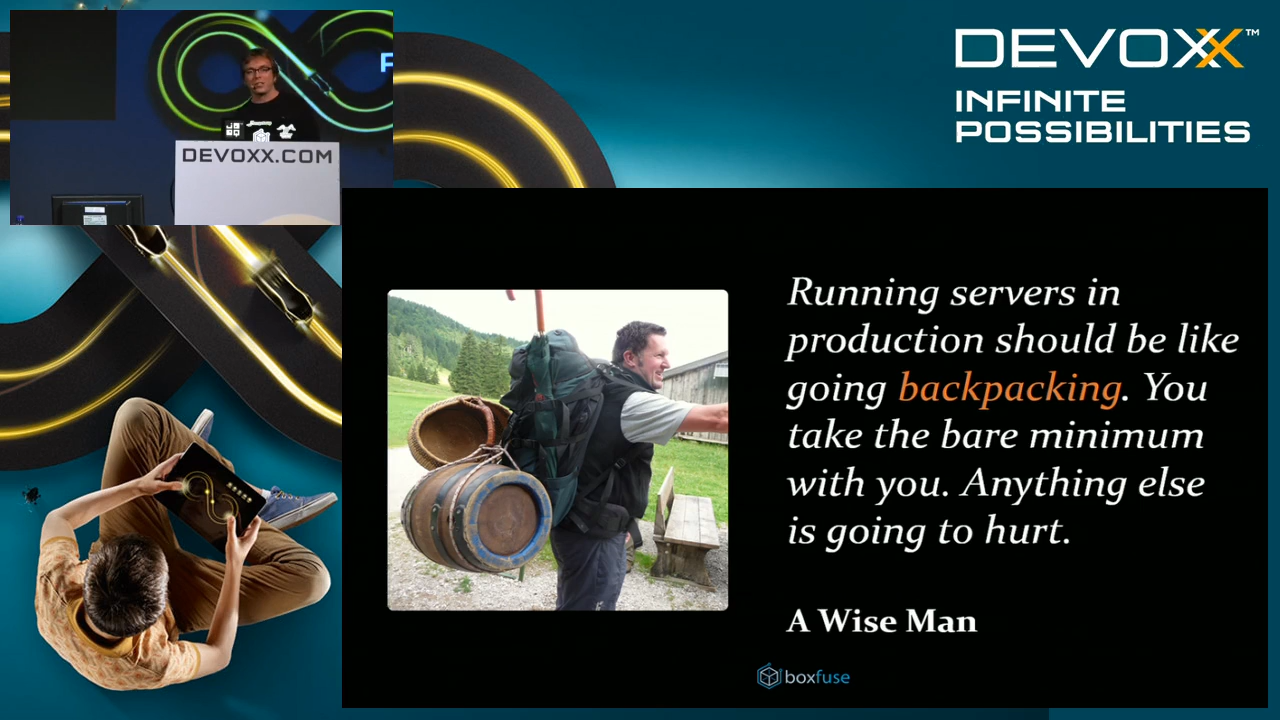 DEVOXX™
INFINITE
POSSIBILITIES
DEVOXX.COM
Running servers in
production should be like
going backpacking. You
take the bare minimum
with you. Anything else
is going to hurt.
A Wise Man
boxfuse